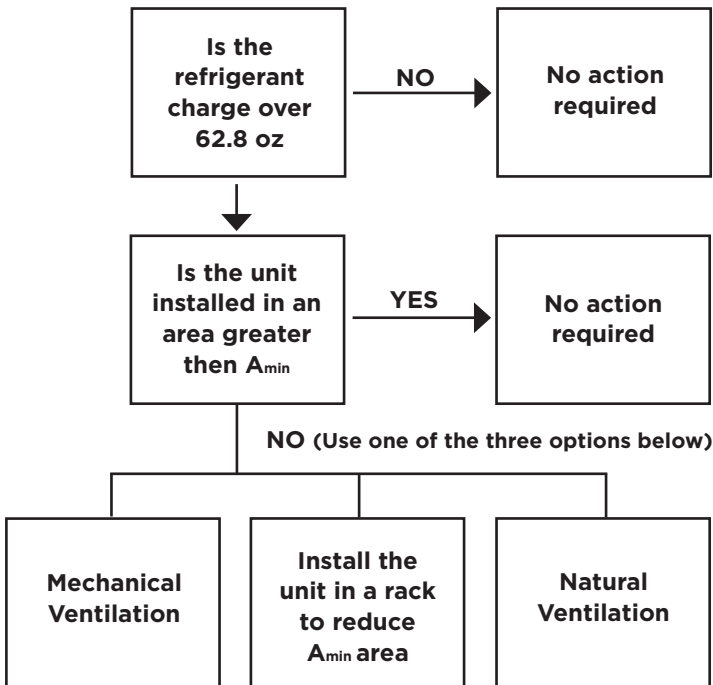 Is the
refrigerant
charge over
62.8 oz
NO
No action
required
Is the unit
installed in an
area greater
then Amin
YES
No action
required
NO (Use one of the three options below)
Mechanical
Ventilation
Install the
unit in a rack
to reduce
Amin area
Natural
Ventilation